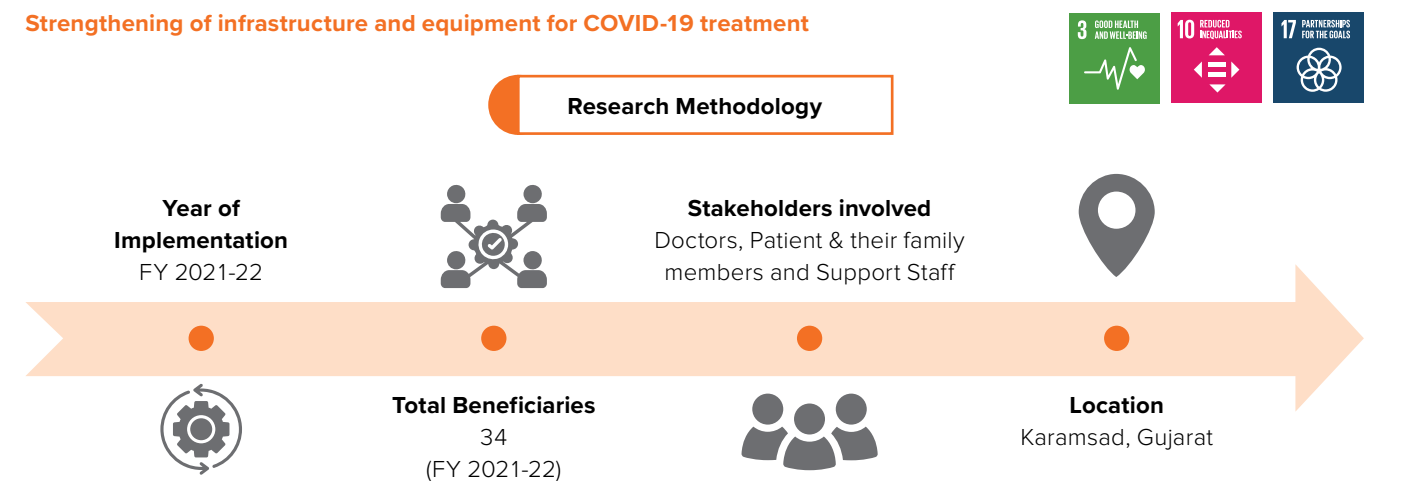 Strengthening of infrastructure and equipment for COVID-19 treatment
3 GOOD HEALTH
AND WELL-BEING
10 REDUCED
INEQUALITIES
17 PARTNERSHIPS
FOR THE GOALS
Research Methodology
Year of
Implementation
FY 2021-22
Stakeholders involved
Doctors, Patient & their family
members and Support Staff
Total Beneficiaries
34
(FY 2021-22)
Location
Karamsad, Gujarat